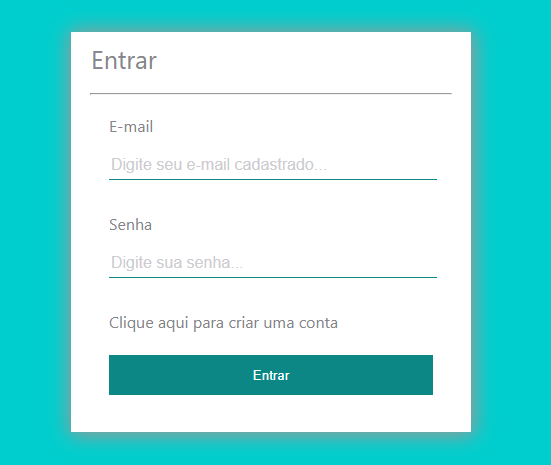 Entrar
E-mail
Digite seu e-mail cadastrado...
Senha
Digite sua senha...
Clique aqui para criar uma conta
Entrar